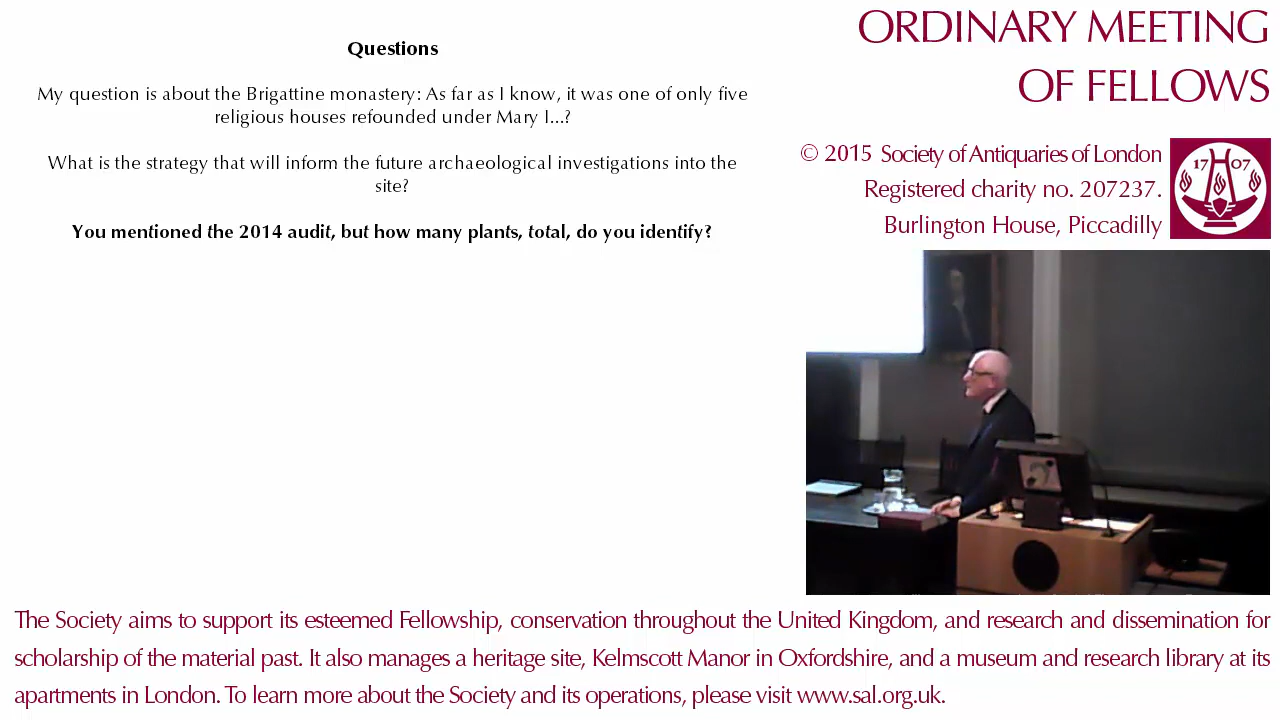 Questions
My question is about the Brigattine monastery: As far as I know, it was one of only five
religious houses refounded under Mary I...?
What is the strategy that will inform the future archaeological investigations into the
site?
You mentioned the 2014 audit, but how many plants, total, do you identify?
ORDINARY MEETING
OF FELLOWS
© 2015 Society of Antiquaries of London
Registered charity no. 207237.
Burlington House, Piccadilly
17 07
The Society aims to support its esteemed Fellowship, conservation throughout the United Kingdom, and research and dissemination for
scholarship of the material past. It also manages a heritage site, Kelmscott Manor in Oxfordshire, and a museum and research library at its
apartments in London. To learn more about the Society and its operations, please visit www.sal.org.uk.